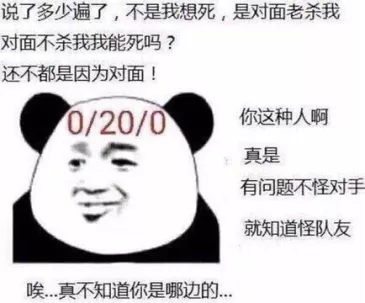 说了多少遍了，不是我想死，是对面老杀我
对面不杀我我能死吗？
还不都是因为对面！
0/20/0
你这种人啊
真是
有问题不怪对手
就知道怪队友
唉...真不知道你是哪边的...